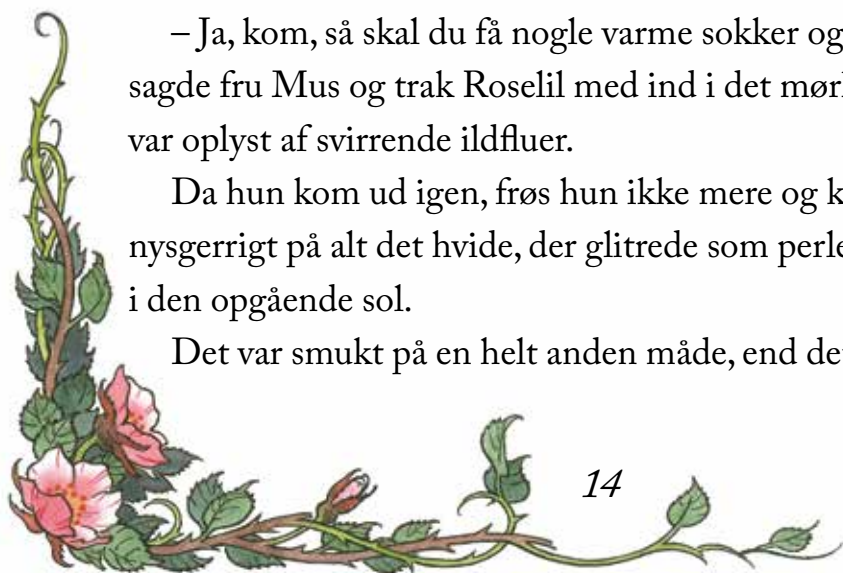 – Ja, kom, så skal du få nogle varme sokker og
sagde fru Mus og trak Roselil med ind i det mørk
var oplyst af svirrende ildfluer.
Da hun kom ud igen, frøs hun ikke mere og k
nysgerrigt på alt det hvide, der glitrede som perle
i den opgående sol.
Det var smukt på en helt anden måde, end de
14